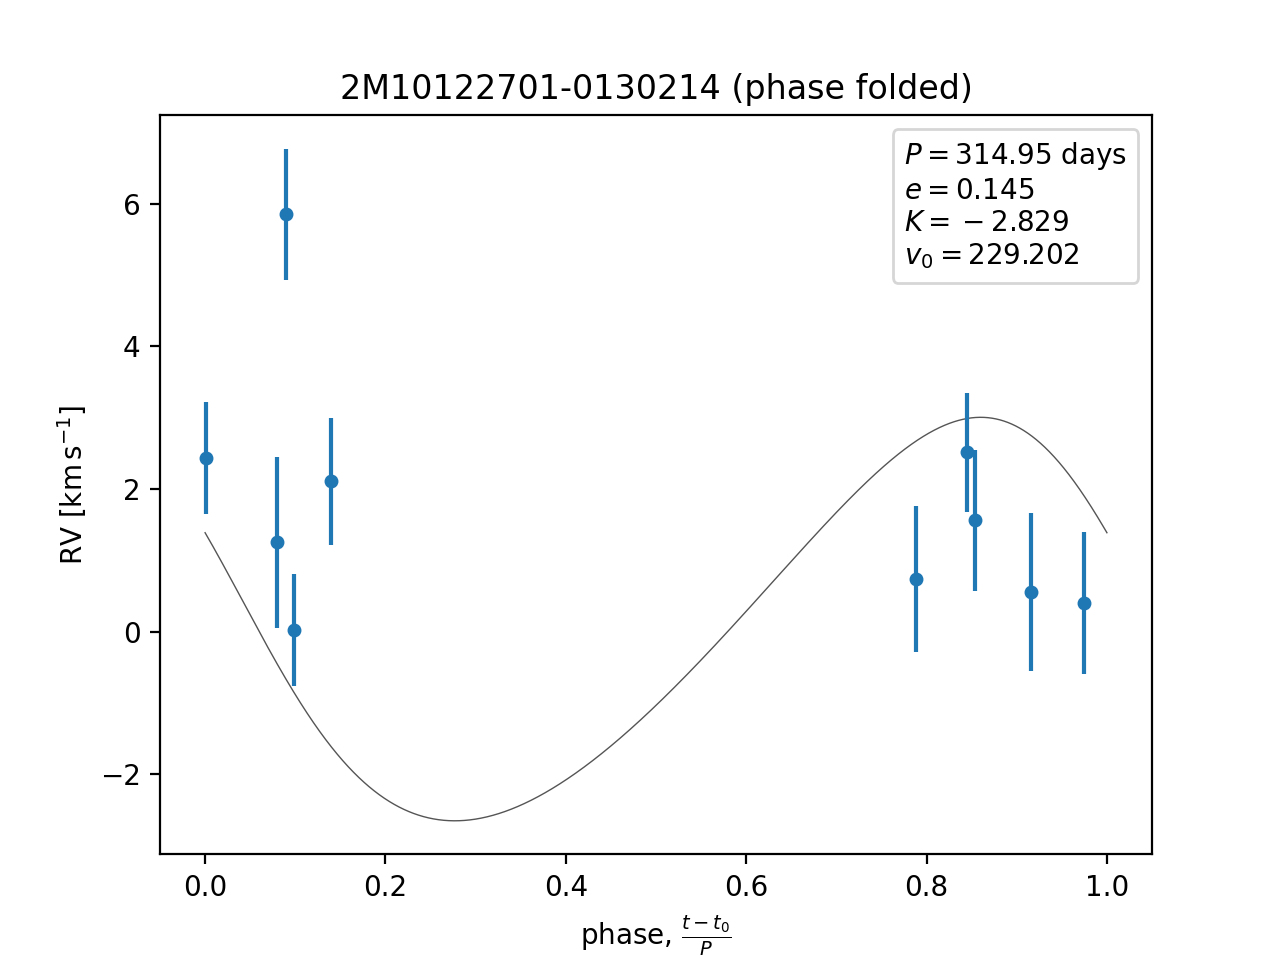 2M10122701-0130214 (phase folded)
P = 314.95 days
e = 0.145
K = −2.829
v₀ = 229.202
6
4
2
0
−2
RV [km s⁻¹]
0.0 0.2 0.4 0.6 0.8 1.0
phase, (t − t₀)/P